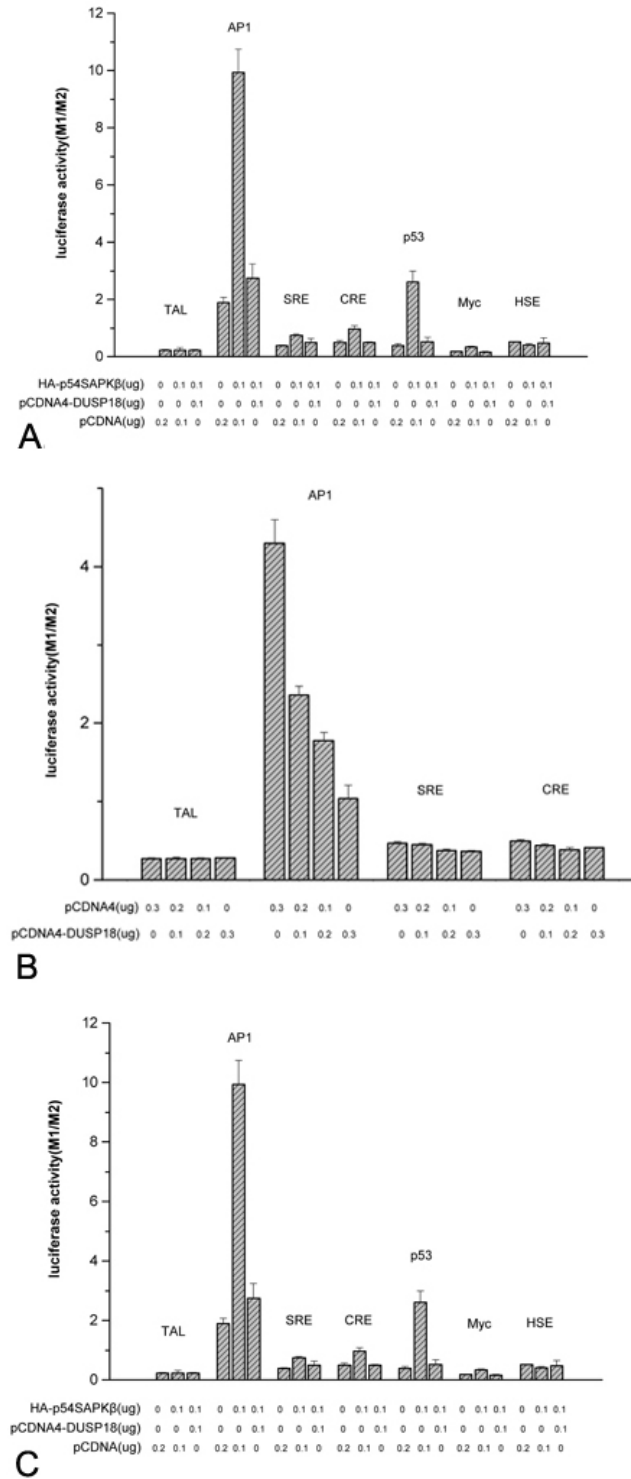 12
AP1
10
8
luciferase activity(M1/M2)
6
4
p53
2
SRE
CRE
TAL
Myc
HSE
0
HA-p54SAPKβ(ug) 0 0.1 0.1 0 0.1 0.1 0 0.1 0.1 0 0.1 0.1 0 0.1 0.1 0 0.1 0.1 0 0.1 0.1
pCDNA4-DUSP18(ug) 0 0 0.1 0 0 0.1 0 0 0.1 0 0 0.1 0 0 0.1 0 0 0.1 0 0 0.1
pCDNA(ug) 0.2 0.1 0 0.2 0.1 0 0.2 0.1 0 0.2 0.1 0 0.2 0.1 0 0.2 0.1 0 0.2 0.1 0
A
AP1
4
luciferase activity(M1/M2)
2
SRE CRE
TAL
0
pCDNA4(ug) 0.3 0.2 0.1 0 0.3 0.2 0.1 0 0.3 0.2 0.1 0 0.3 0.2 0.1 0
pCDNA4-DUSP18(ug) 0 0.1 0.2 0.3 0 0.1 0.2 0.3 0 0.1 0.2 0.3 0 0.1 0.2 0.3
B
12
AP1
10
8
luciferase activity(M1/M2)
6
4
p53
2
SRE CRE
TAL
Myc HSE
0
HA-p54SAPKβ(ug) 0 0.1 0.1 0 0.1 0.1 0 0.1 0.1 0 0.1 0.1 0 0.1 0.1 0 0.1 0.1 0 0.1 0.1
pCDNA4-DUSP18(ug) 0 0 0.1 0 0 0.1 0 0 0.1 0 0 0.1 0 0 0.1 0 0 0.1 0 0 0.1
pCDNA(ug) 0.2 0.1 0 0.2 0.1 0 0.2 0.1 0 0.2 0.1 0 0.2 0.1 0 0.2 0.1 0 0.2 0.1 0
C